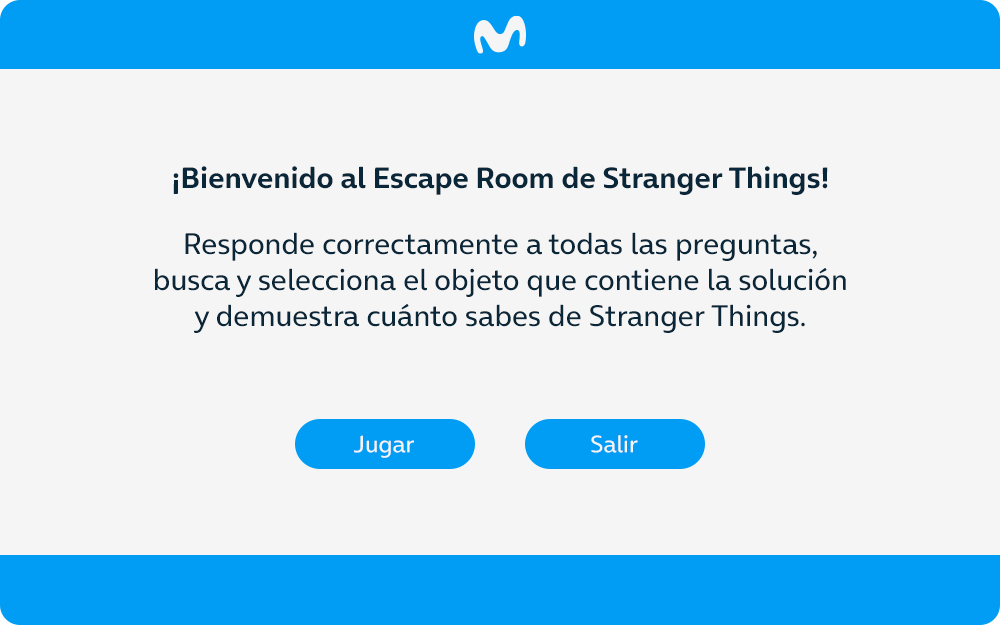 ¡Bienvenido al Escape Room de Stranger Things!
Responde correctamente a todas las preguntas,
busca y selecciona el objeto que contiene la solución
y demuestra cuánto sabes de Stranger Things.
Jugar
Salir